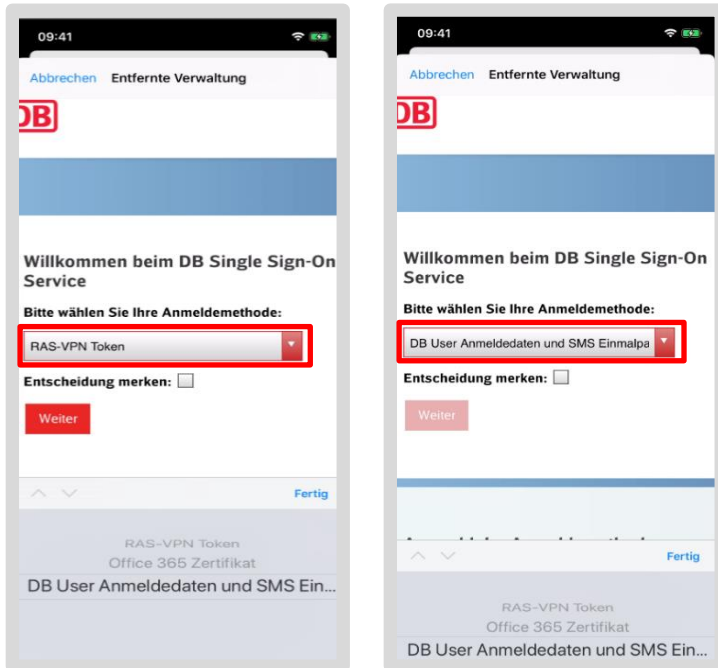 09:41
Abbrechen Entfernte Verwaltung
DB
Willkommen beim DB Single Sign-On
Service
Bitte wählen Sie Ihre Anmeldemethode:
RAS-VPN Token
Entscheidung merken:
Weiter
Fertig
RAS-VPN Token
Office 365 Zertifikat
DB User Anmeldedaten und SMS Ein...
09:41
Abbrechen Entfernte Verwaltung
DB
Willkommen beim DB Single Sign-On
Service
Bitte wählen Sie Ihre Anmeldemethode:
DB User Anmeldedaten und SMS Einmalpa
Entscheidung merken:
Weiter
Fertig
RAS-VPN Token
Office 365 Zertifikat
DB User Anmeldedaten und SMS Ein...